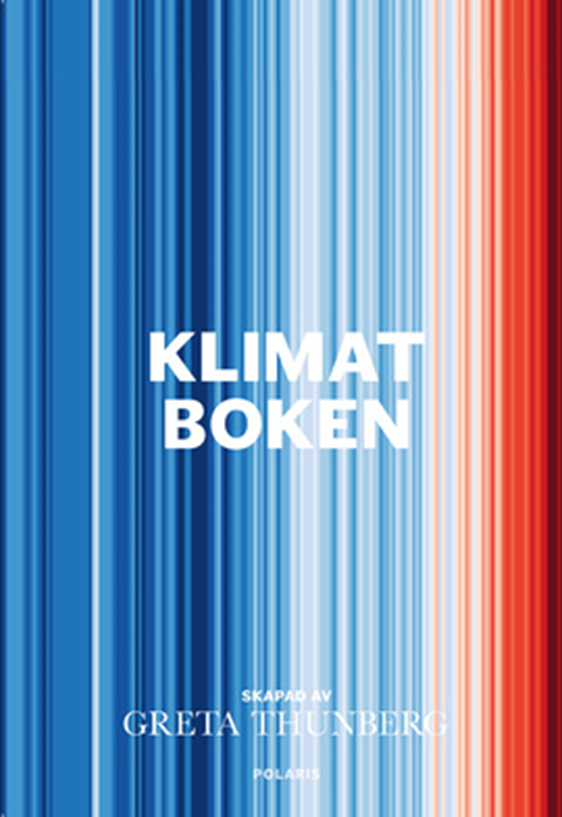 KLIMAT
BOKEN
SKAPAD AV
GRETA THUNBERG
POLARIS